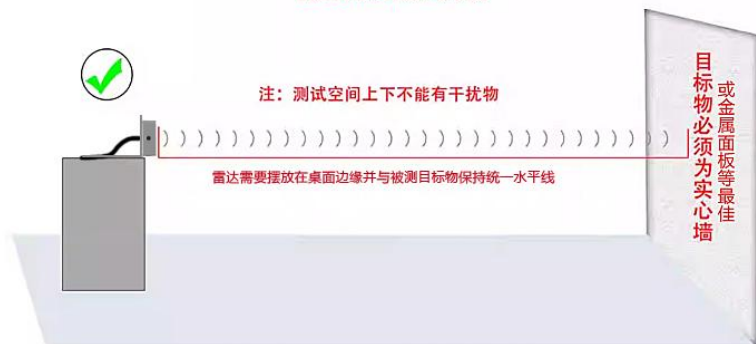 注：测试空间上下不能有干扰物
雷达需要摆放在桌面边缘并与被测目标物保持统一水平线
目标物必须为实心墙
或金属面板等最佳